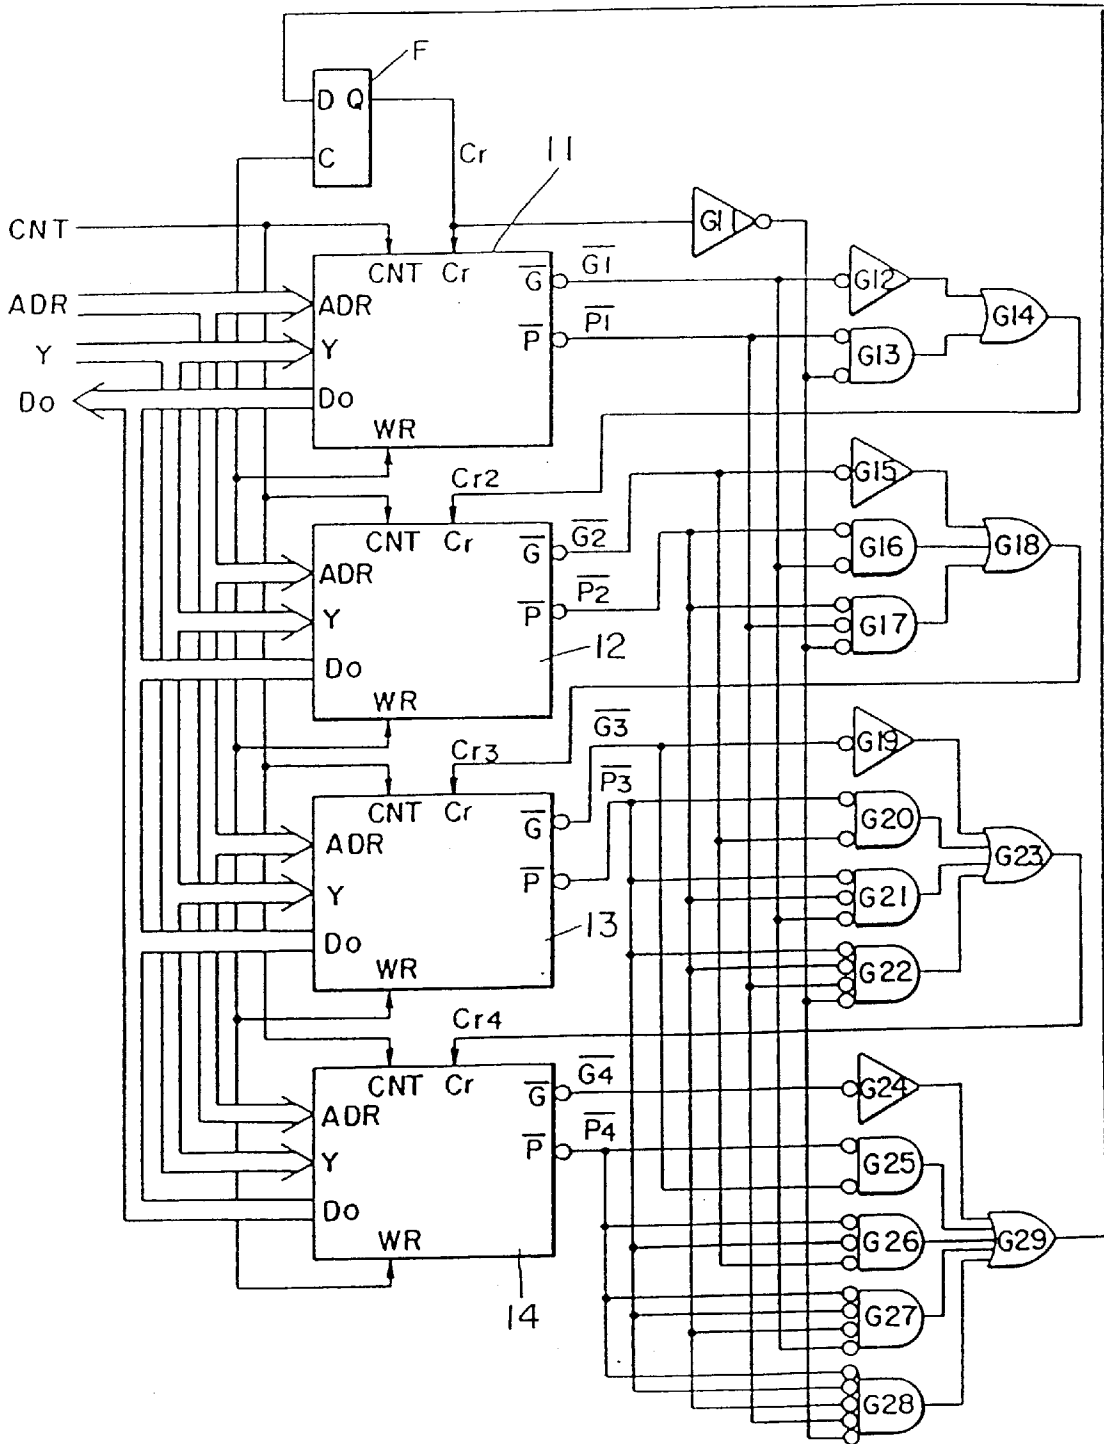 F
D Q
C
Cr
11
CNT
ADR
Y
Do
CNT Cr
ADR
Y
Do
WR
G
P
G1
P1
G11
G12
G13
G14
Cr2
CNT Cr
ADR
Y
Do
WR
G
P
12
G2
P2
G15
G16
G17
G18
Cr3
CNT Cr
ADR
Y
Do
WR
G
P
13
G3
P3
G19
G20
G21
G22
G23
Cr4
CNT Cr
ADR
Y
Do
WR
G
P
14
G4
P4
G24
G25
G26
G27
G28
G29